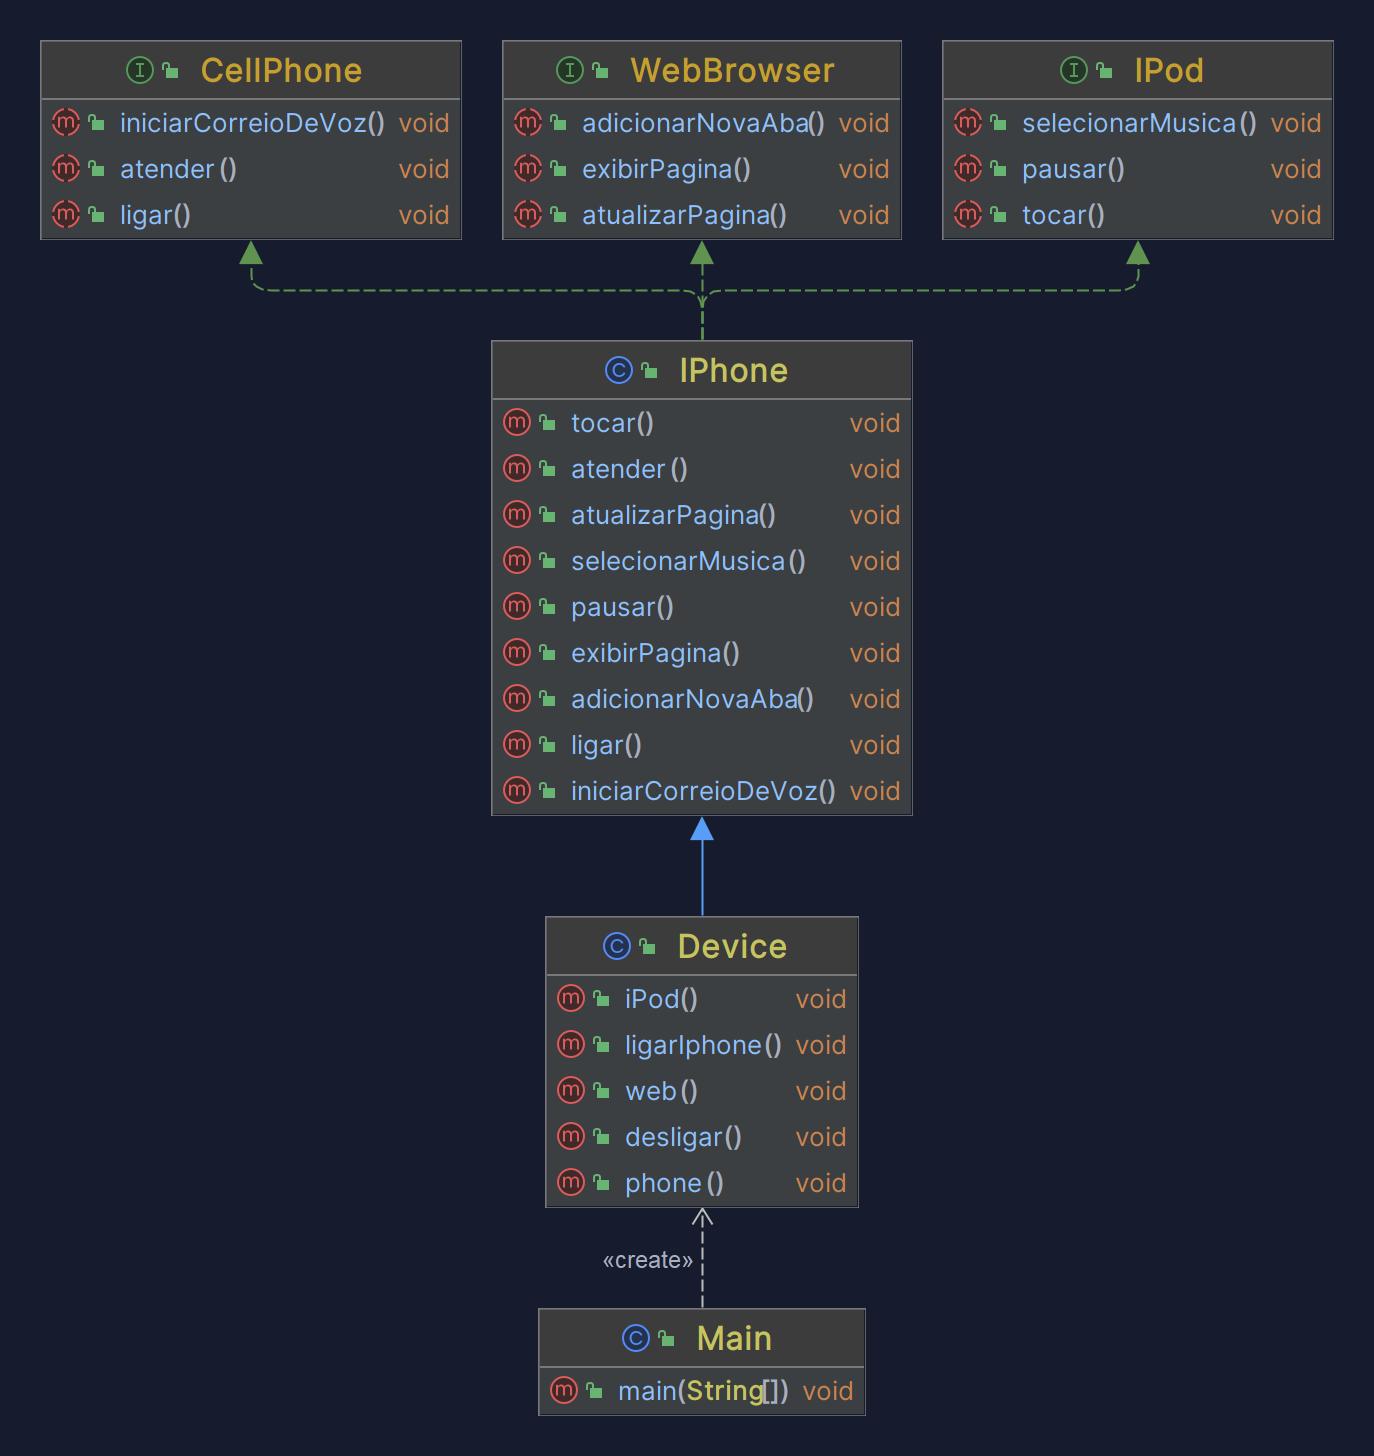 CellPhone
iniciarCorreioDeVoz() void
atender() void
ligar() void
WebBrowser
adicionarNovaAba() void
exibirPagina() void
atualizarPagina() void
IPod
selecionarMusica() void
pausar() void
tocar() void
IPhone
tocar() void
atender() void
atualizarPagina() void
selecionarMusica() void
pausar() void
exibirPagina() void
adicionarNovaAba() void
ligar() void
iniciarCorreioDeVoz() void
Device
iPod() void
ligarIphone() void
web() void
desligar() void
phone() void
«create»
Main
main(String[]) void